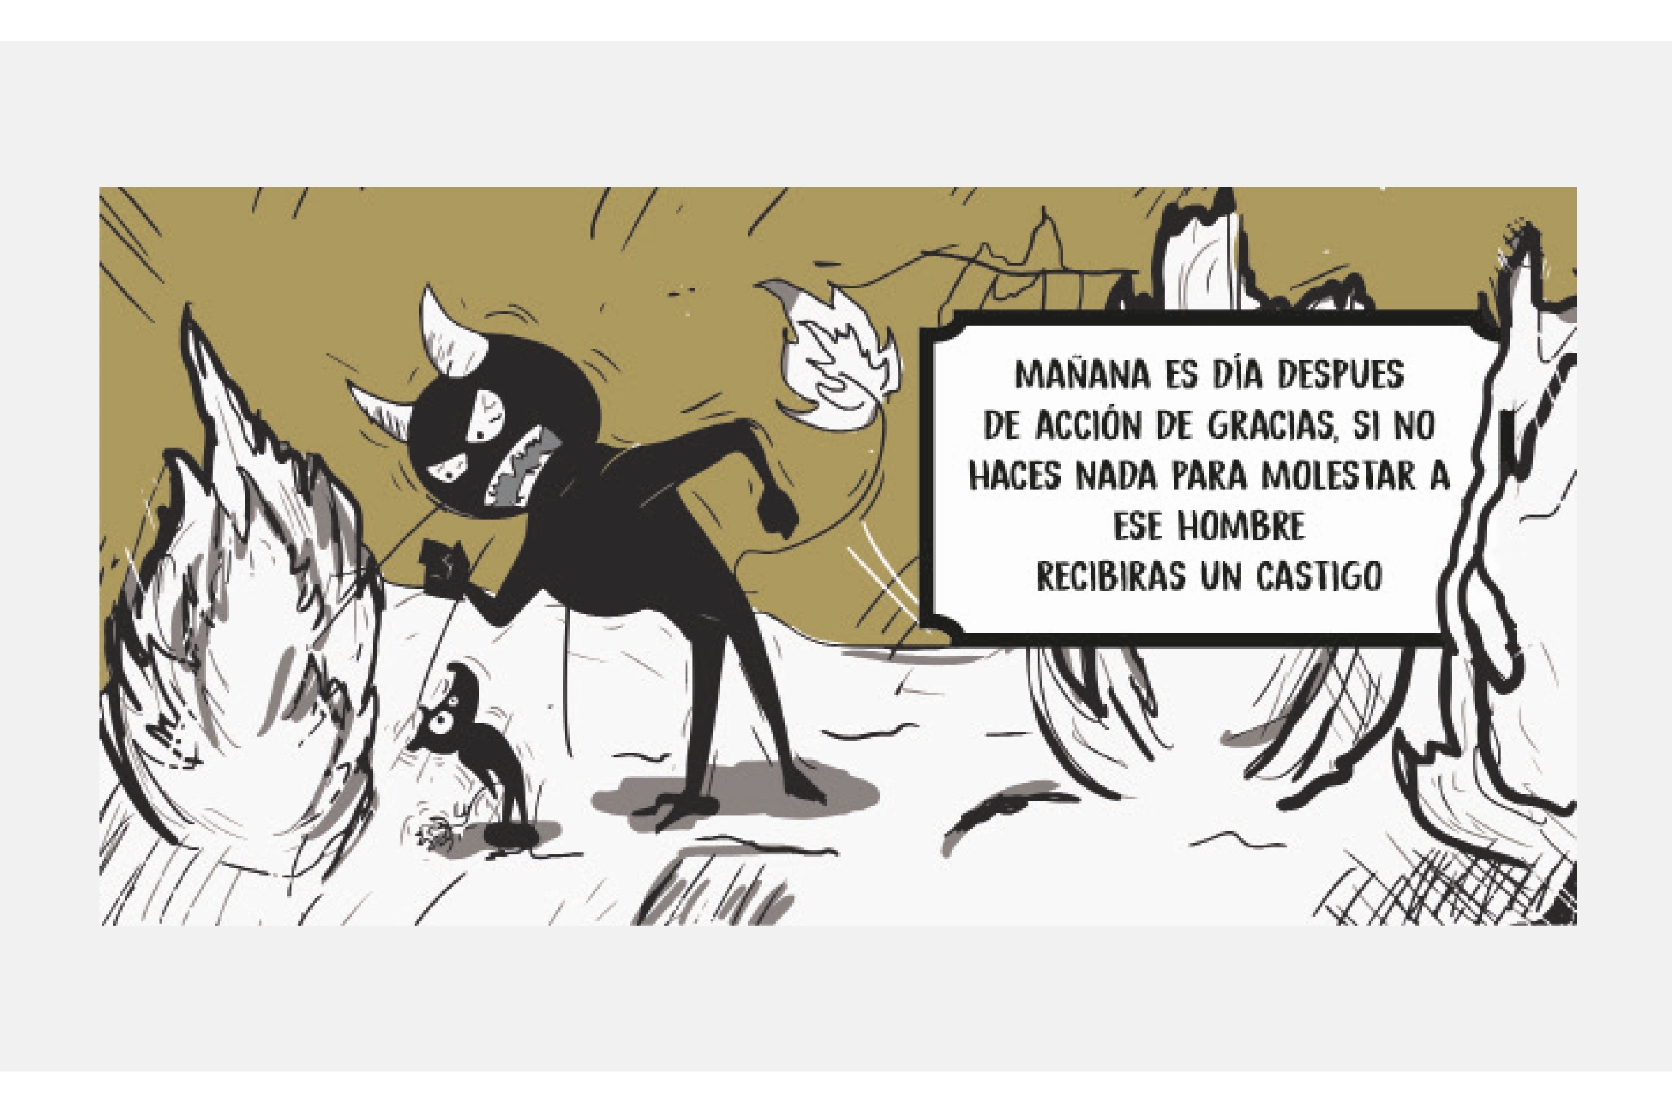 MAÑANA ES DÍA DESPUES
DE ACCIÓN DE GRACIAS, SI NO
HACES NADA PARA MOLESTAR A
ESE HOMBRE
RECIBIRAS UN CASTIGO